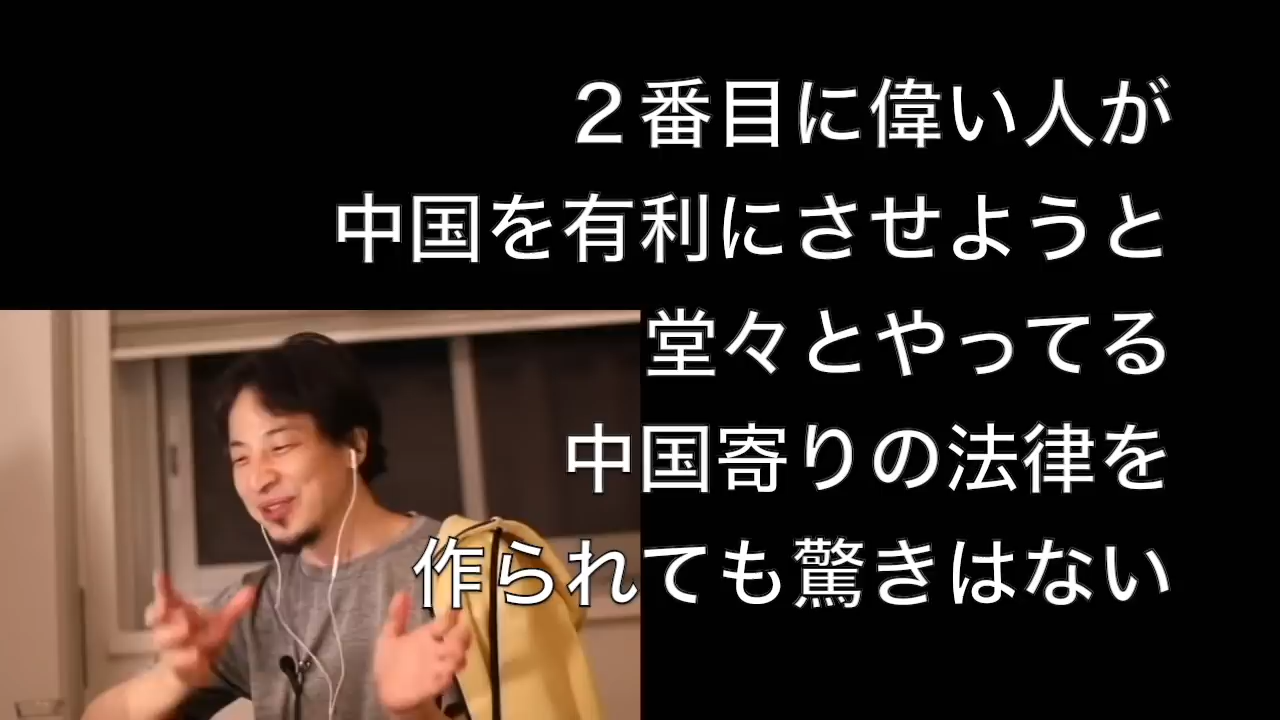 ２番目に偉い人が
中国を有利にさせようと
堂々とやってる
中国寄りの法律を
作られても驚きはない